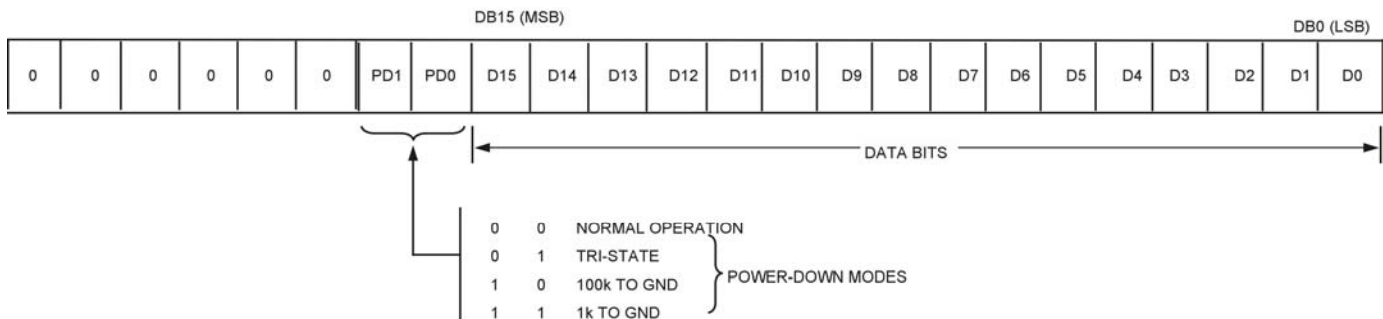 DB15 (MSB)
DB0 (LSB)
0 0 0 0 0 0 PD1 PD0 D15 D14 D13 D12 D11 D10 D9 D8 D7 D6 D5 D4 D3 D2 D1 D0
DATA BITS
0 0 NORMAL OPERATION
0 1 TRI-STATE
POWER-DOWN MODES
1 0 100k TO GND
1 1 1k TO GND